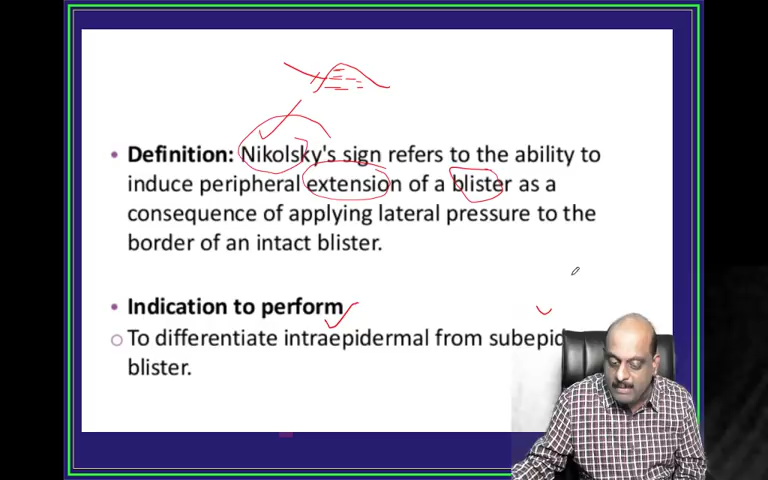 • Definition: Nikolsky's sign refers to the ability to
induce peripheral extension of a blister as a
consequence of applying lateral pressure to the
border of an intact blister.
• Indication to perform
To differentiate intraepidermal from
blister.